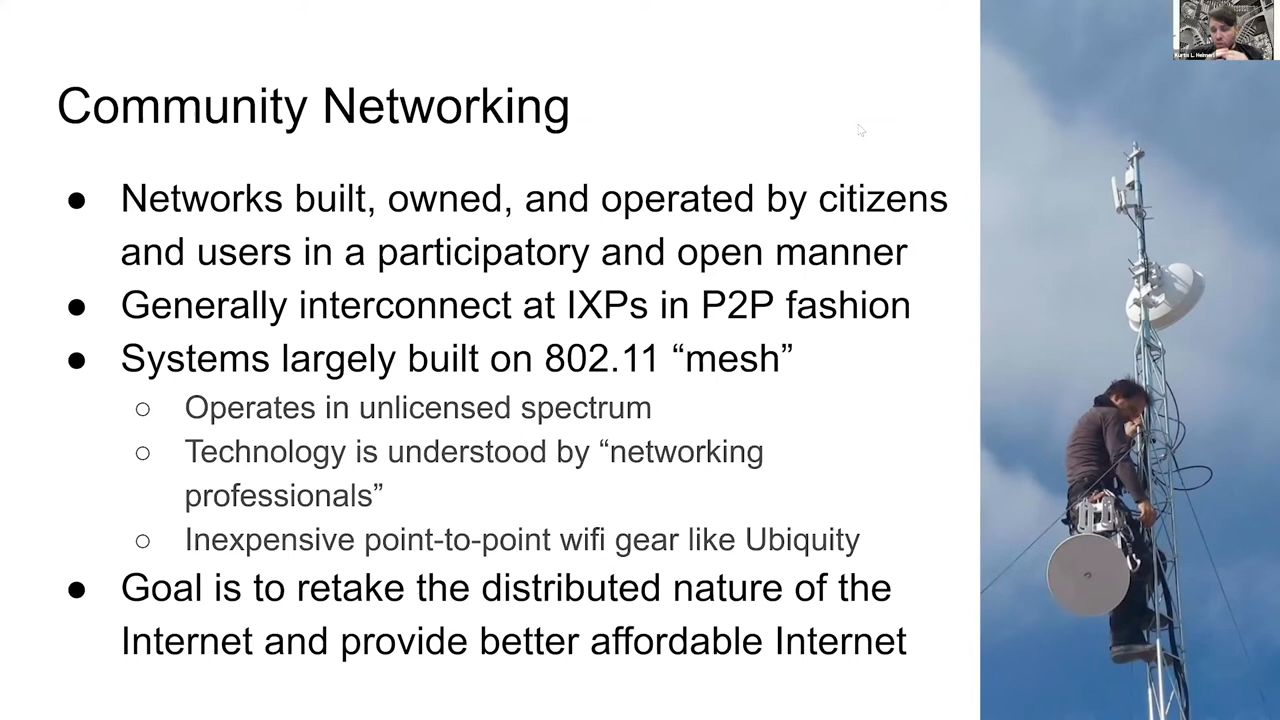 Kurtis L. Heimerl
Community Networking
● Networks built, owned, and operated by citizens
and users in a participatory and open manner
● Generally interconnect at IXPs in P2P fashion
● Systems largely built on 802.11 “mesh”
○ Operates in unlicensed spectrum
○ Technology is understood by “networking
professionals”
○ Inexpensive point-to-point wifi gear like Ubiquity
● Goal is to retake the distributed nature of the
Internet and provide better affordable Internet